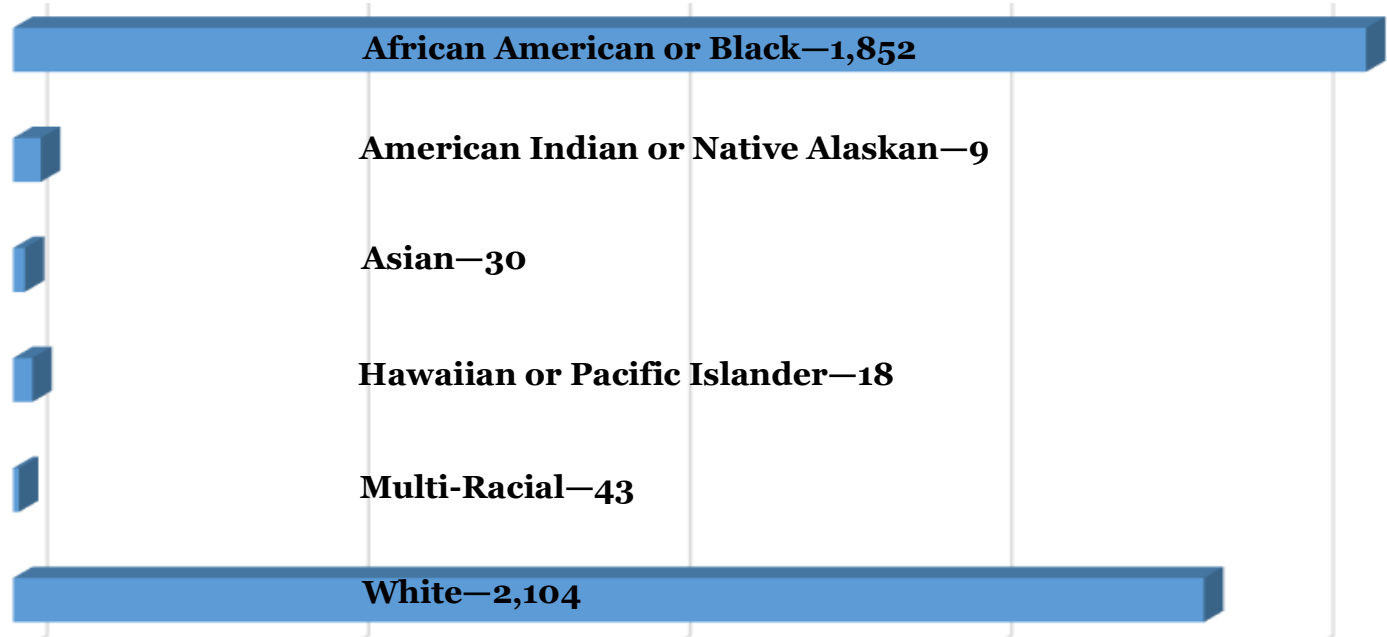 African American or Black—1,852
American Indian or Native Alaskan—9
Asian—30
Hawaiian or Pacific Islander—18
Multi-Racial—43
White—2,104